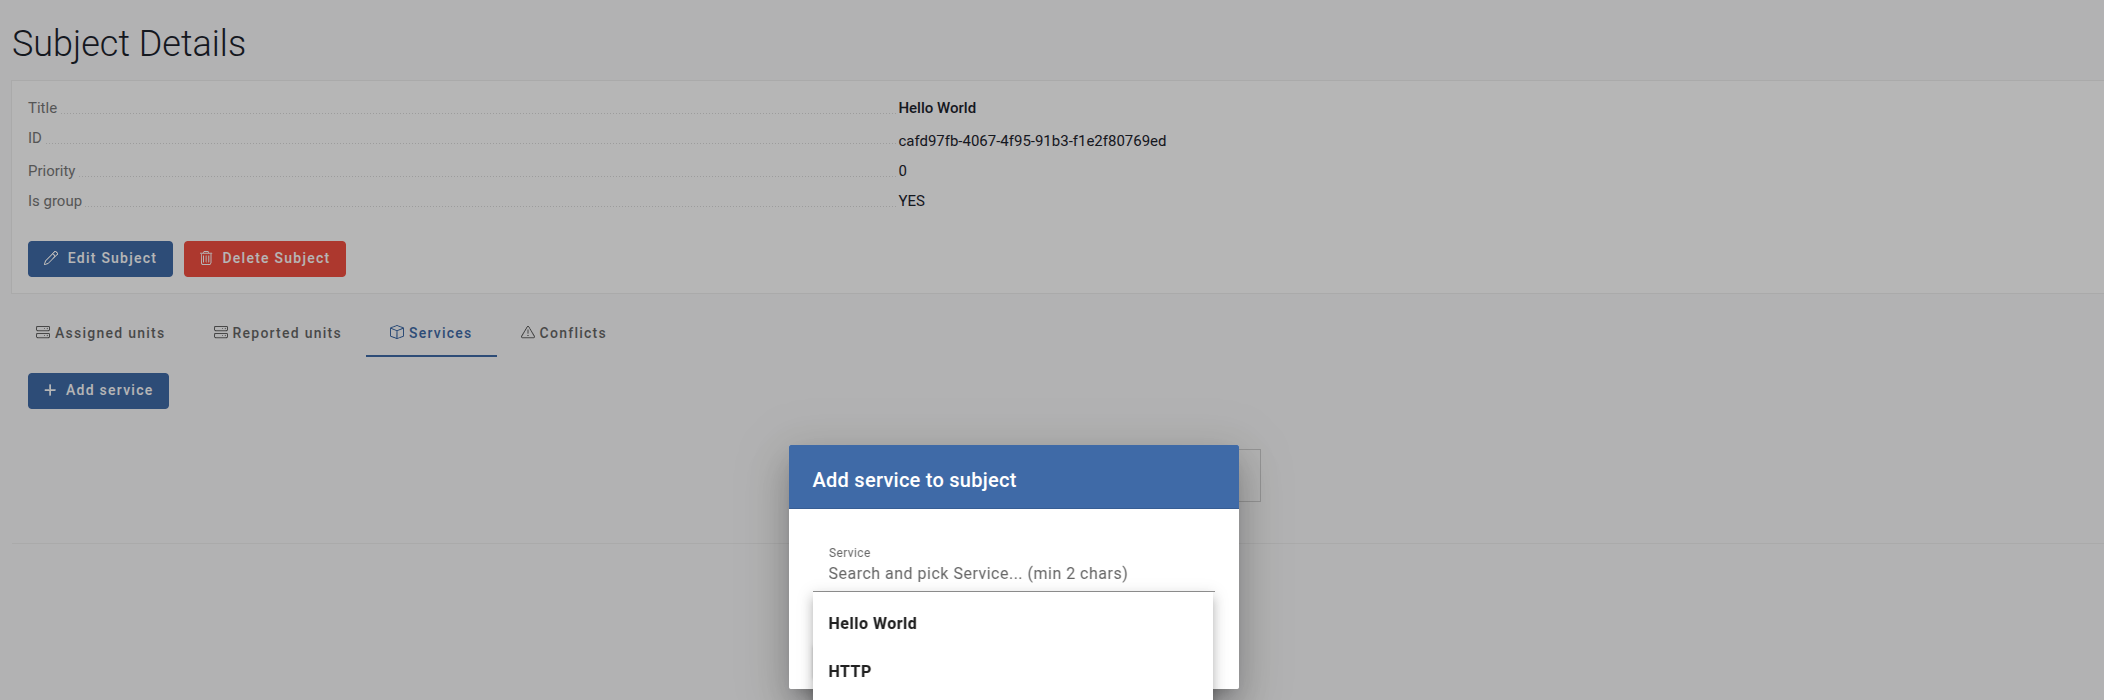 Subject Details
Title Hello World
ID cafd97fb-4067-4f95-91b3-f1e2f80769ed
Priority 0
Is group YES
Edit Subject Delete Subject
Assigned units Reported units Services Conflicts
+ Add service
Add service to subject
Service
Search and pick Service... (min 2 chars)
Hello World
HTTP